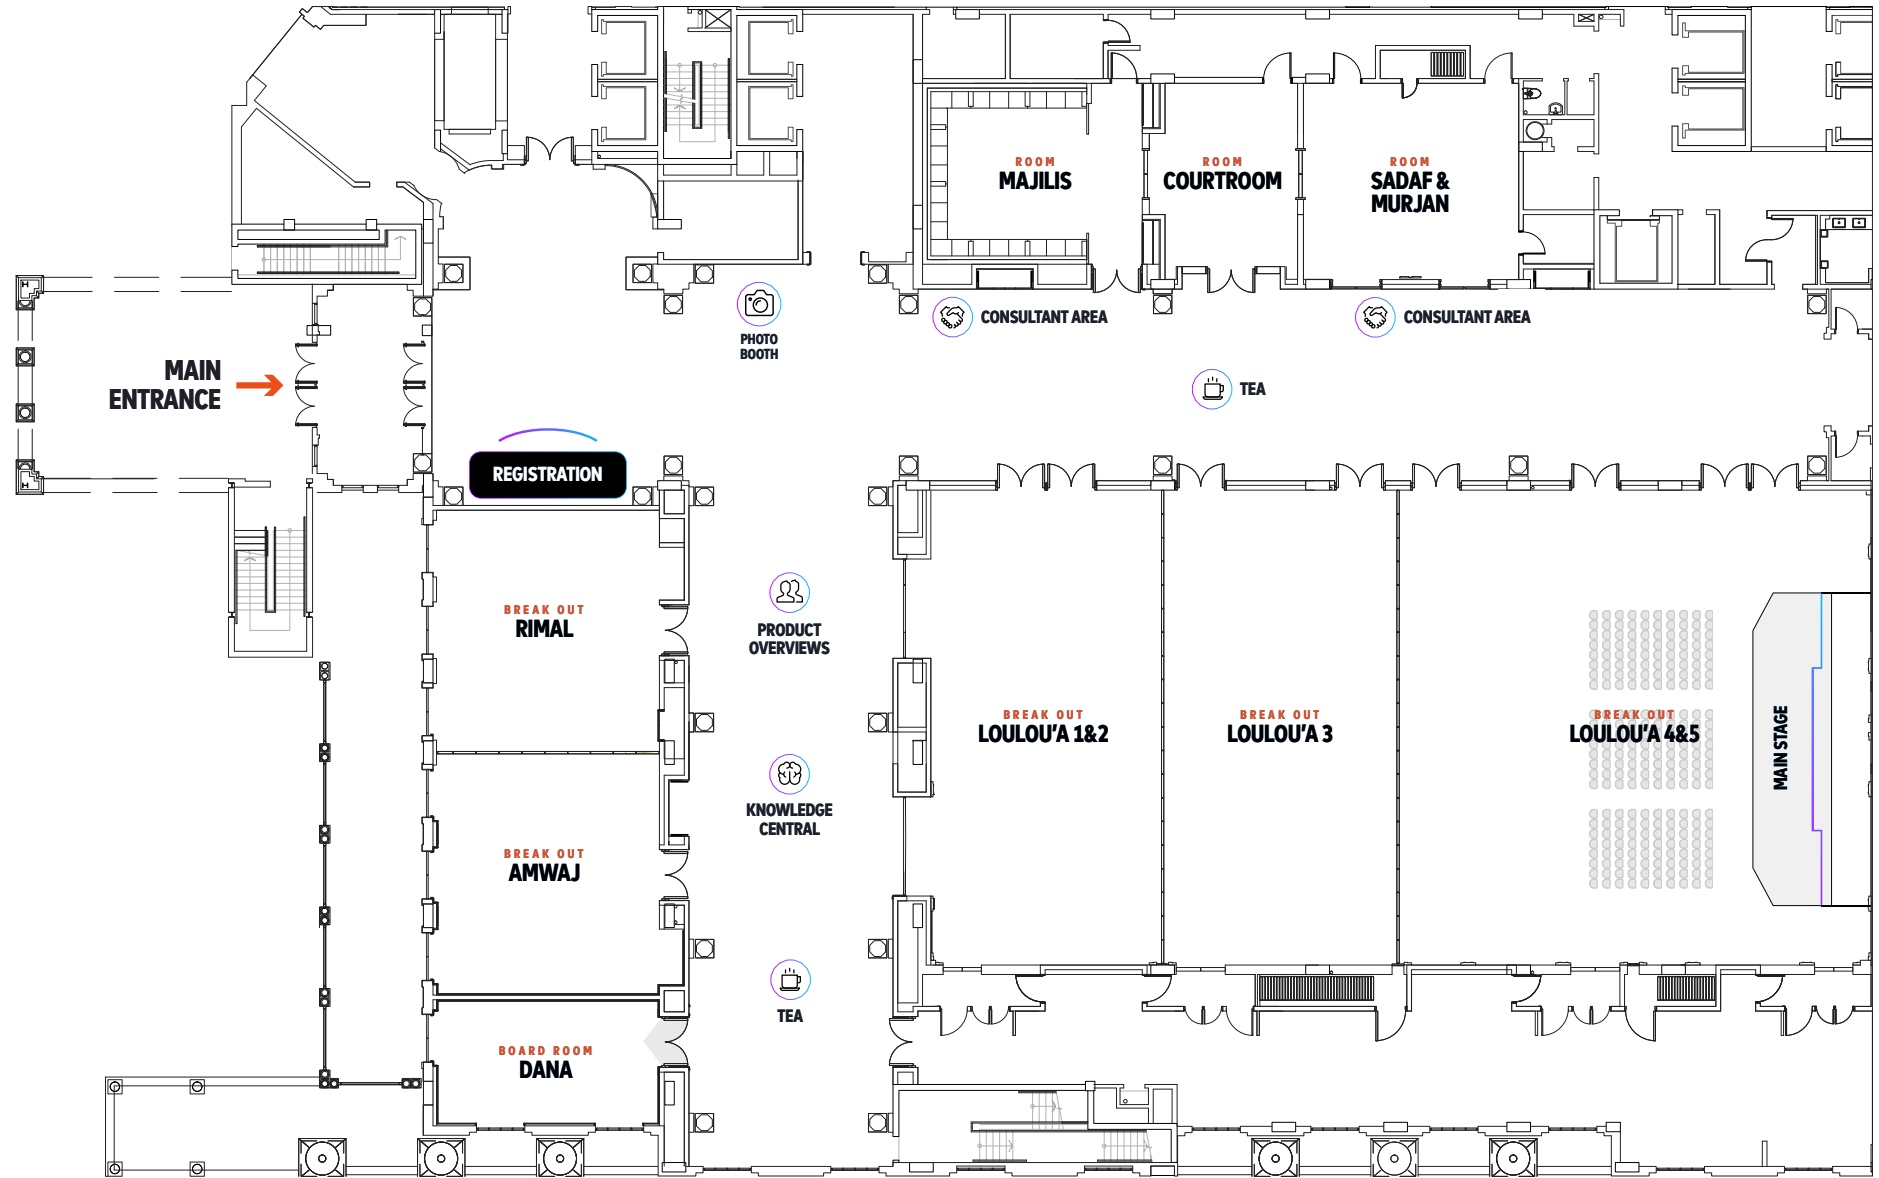 ROOM
MAJILIS
ROOM
COURTROOM
ROOM
SADAF &
MURJAN
PHOTO
BOOTH
CONSULTANT AREA
CONSULTANT AREA
MAIN
ENTRANCE
TEA
REGISTRATION
BREAK OUT
RIMAL
PRODUCT
OVERVIEWS
BREAK OUT
LOULOU'A 1&2
BREAK OUT
LOULOU'A 3
BREAK OUT
LOULOU'A 4&5
MAIN STAGE
KNOWLEDGE
CENTRAL
BREAK OUT
AMWAJ
TEA
BOARD ROOM
DANA